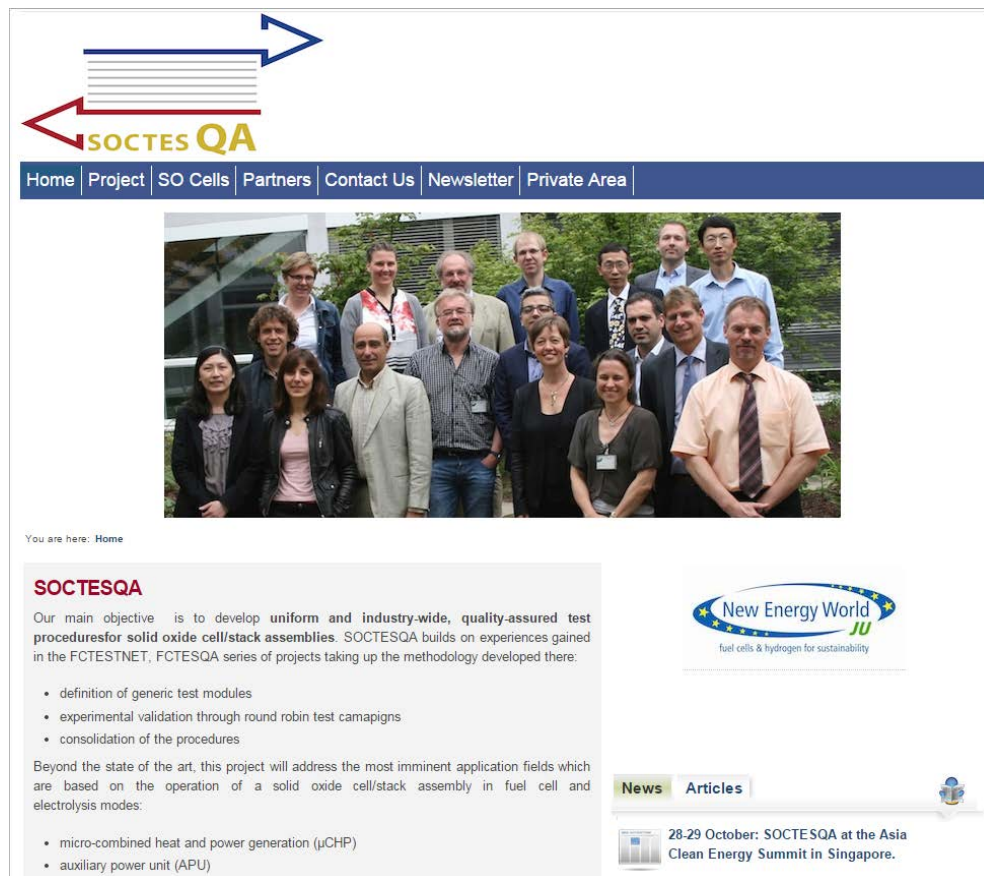 SOCTES QA
Home Project SO Cells Partners Contact Us Newsletter Private Area
You are here: Home
SOCTESQA
Our main objective is to develop uniform and industry-wide, quality-assured test
proceduresfor solid oxide cell/stack assemblies. SOCTESQA builds on experiences gained
in the FCTESTNET, FCTESQA series of projects taking up the methodology developed there:
• definition of generic test modules
• experimental validation through round robin test camapigns
• consolidation of the procedures
Beyond the state of the art, this project will address the most imminent application fields which
are based on the operation of a solid oxide cell/stack assembly in fuel cell and
electrolysis modes:
• micro-combined heat and power generation (µCHP)
• auxiliary power unit (APU)
New Energy World
JU
fuel cells & hydrogen for sustainability
News Articles
28-29 October: SOCTESQA at the Asia
Clean Energy Summit in Singapore.